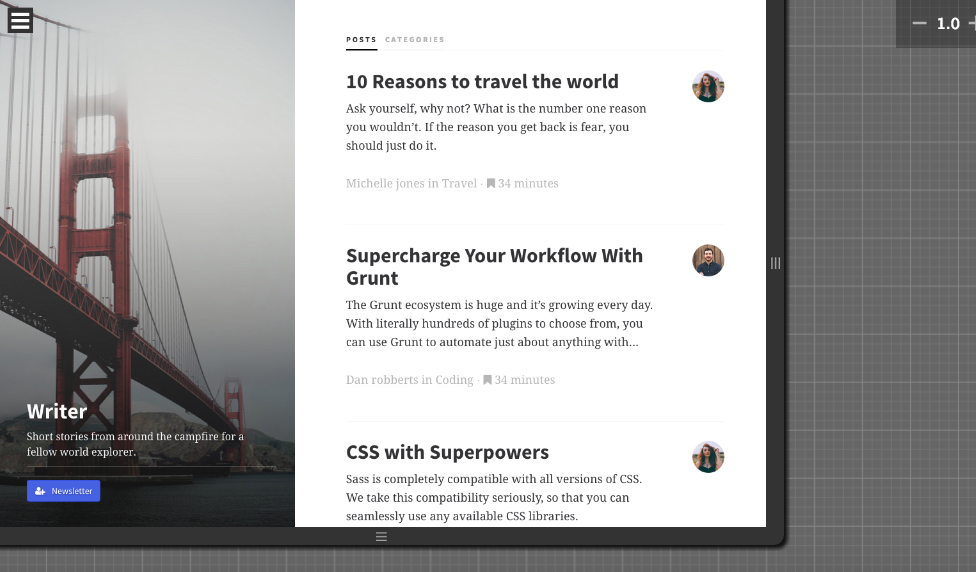 1.0
POSTS CATEGORIES
10 Reasons to travel the world
Ask yourself, why not? What is the number one reason
you wouldn’t. If the reason you get back is fear, you
should just do it.
Michelle jones in Travel · 34 minutes
Supercharge Your Workflow With
Grunt
The Grunt ecosystem is huge and it’s growing every day.
With literally hundreds of plugins to choose from, you
can use Grunt to automate just about anything with...
Dan robberts in Coding · 34 minutes
CSS with Superpowers
Sass is completely compatible with all versions of CSS.
We take this compatibility seriously, so that you can
seamlessly use any available CSS libraries.
Writer
Short stories from around the campfire for a
fellow world explorer.
Newsletter